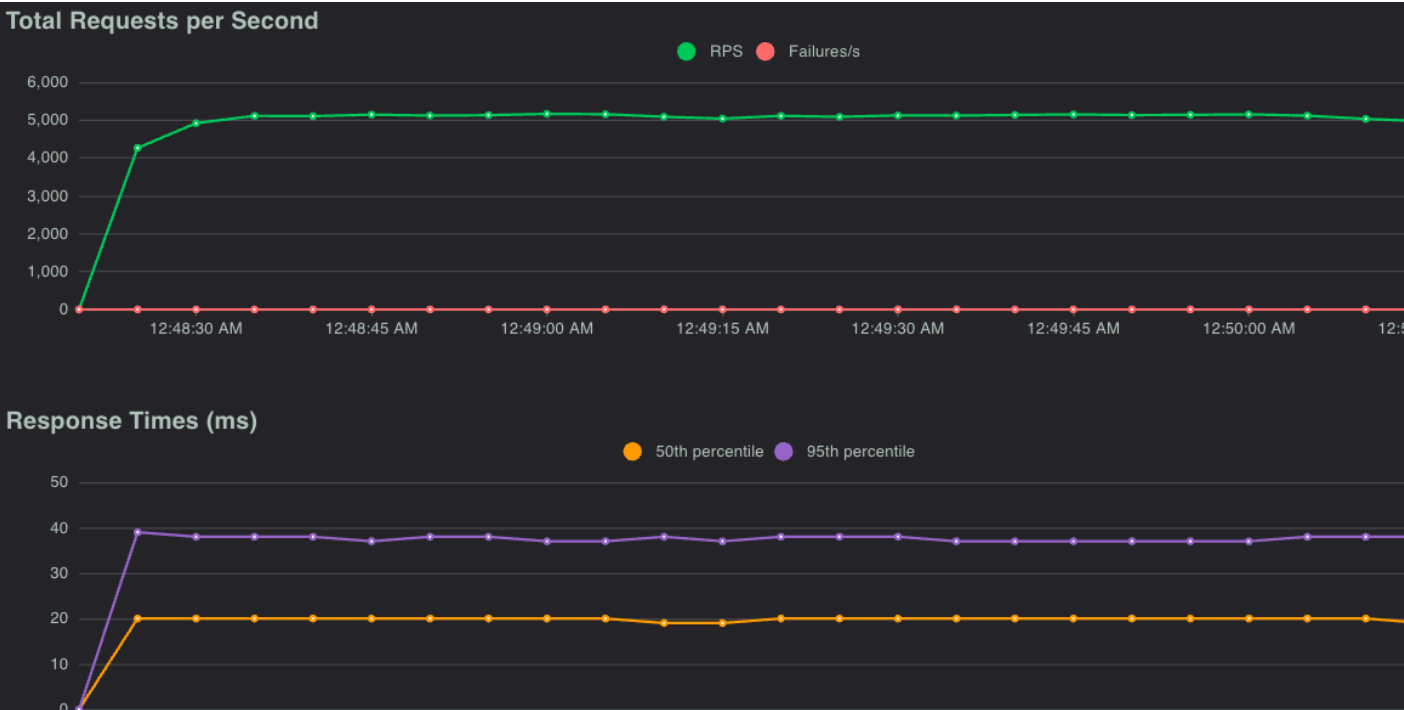 Total Requests per Second
RPS Failures/s
6,000
5,000
4,000
3,000
2,000
1,000
0
12:48:30 AM 12:48:45 AM 12:49:00 AM 12:49:15 AM 12:49:30 AM 12:49:45 AM 12:50:00 AM
Response Times (ms)
50th percentile 95th percentile
50
40
30
20
10
0